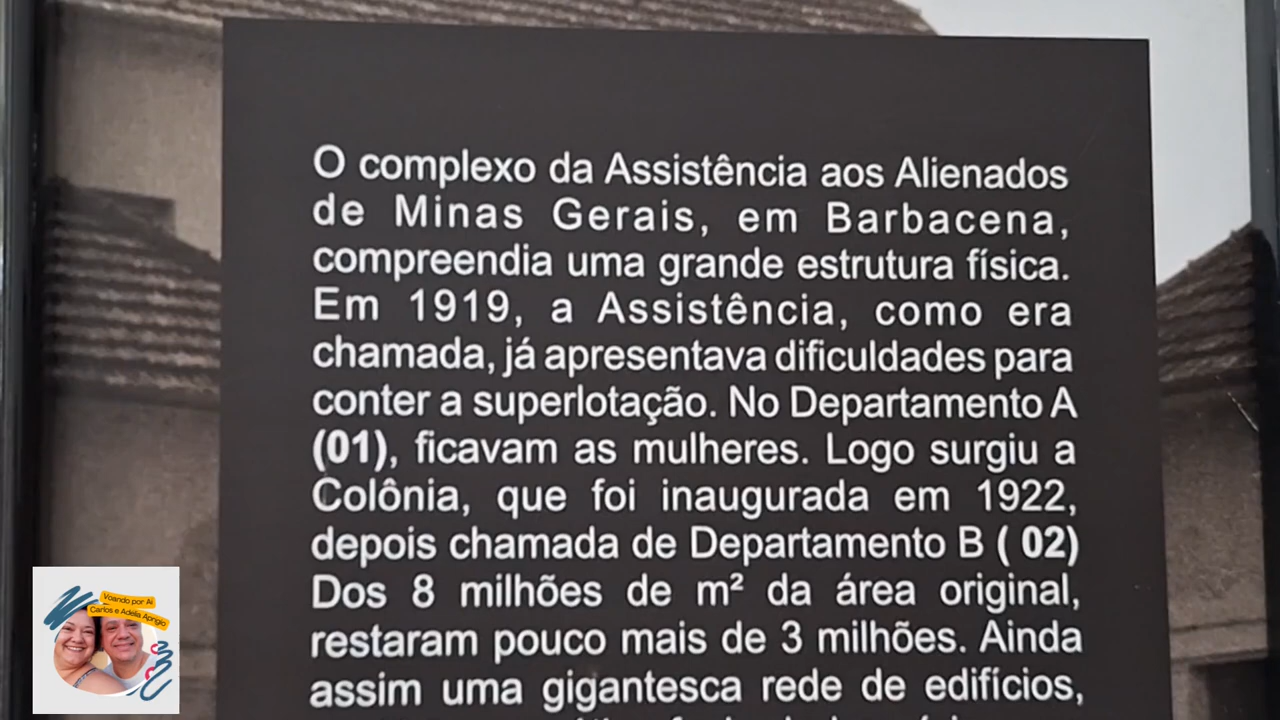 O complexo da Assistência aos Alienados
de Minas Gerais, em Barbacena,
compreendia uma grande estrutura física.
Em 1919, a Assistência, como era
chamada, já apresentava dificuldades para
conter a superlotação. No Departamento A
(01), ficavam as mulheres. Logo surgiu a
Colônia, que foi inaugurada em 1922,
depois chamada de Departamento B ( 02)
Dos 8 milhões de m² da área original,
restaram pouco mais de 3 milhões. Ainda
assim uma gigantesca rede de edifícios,
Voando por Ai
Carlos e Adelia Aprigio